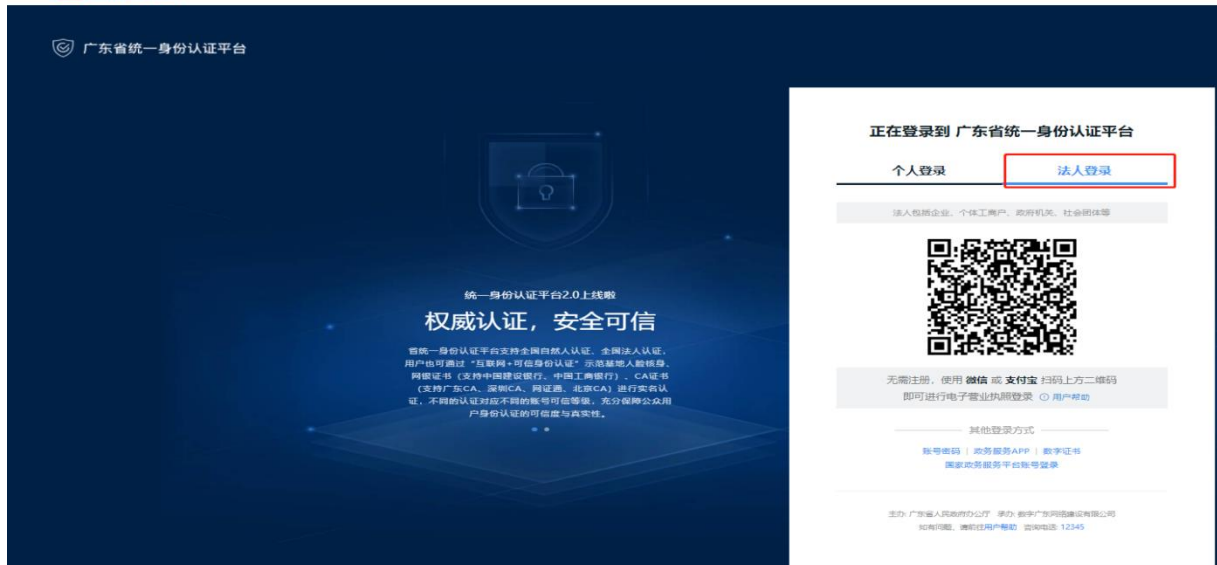 广东省统一身份认证平台
统一身份认证平台2.0上线啦
权威认证，安全可信
省统一身份认证平台支持全国自然人认证、全国法人认证，
用户也可通过“互联网+可信身份认证”示范基地人脸核身、
网银证书（支持中国建设银行、中国工商银行）、CA证书
（支持广东CA、深圳CA、网证通、北京CA）进行实名认
证，不同的认证对应不同的账号可信等级，充分保障公众用
户身份认证的可信度与真实性。
正在登录到 广东省统一身份认证平台
个人登录 法人登录
法人包括企业、个体工商户、政府机关、社会团体等
无需注册，使用 微信 或 支付宝 扫码上方二维码
即可进行电子营业执照登录 用户帮助
其他登录方式
账号密码 | 政务服务APP | 数字证书
国家政务服务平台账号登录
主办: 广东省人民政府办公厅 承办: 数字广东网络建设有限公司
如有问题，请前往用户帮助 咨询电话: 12345